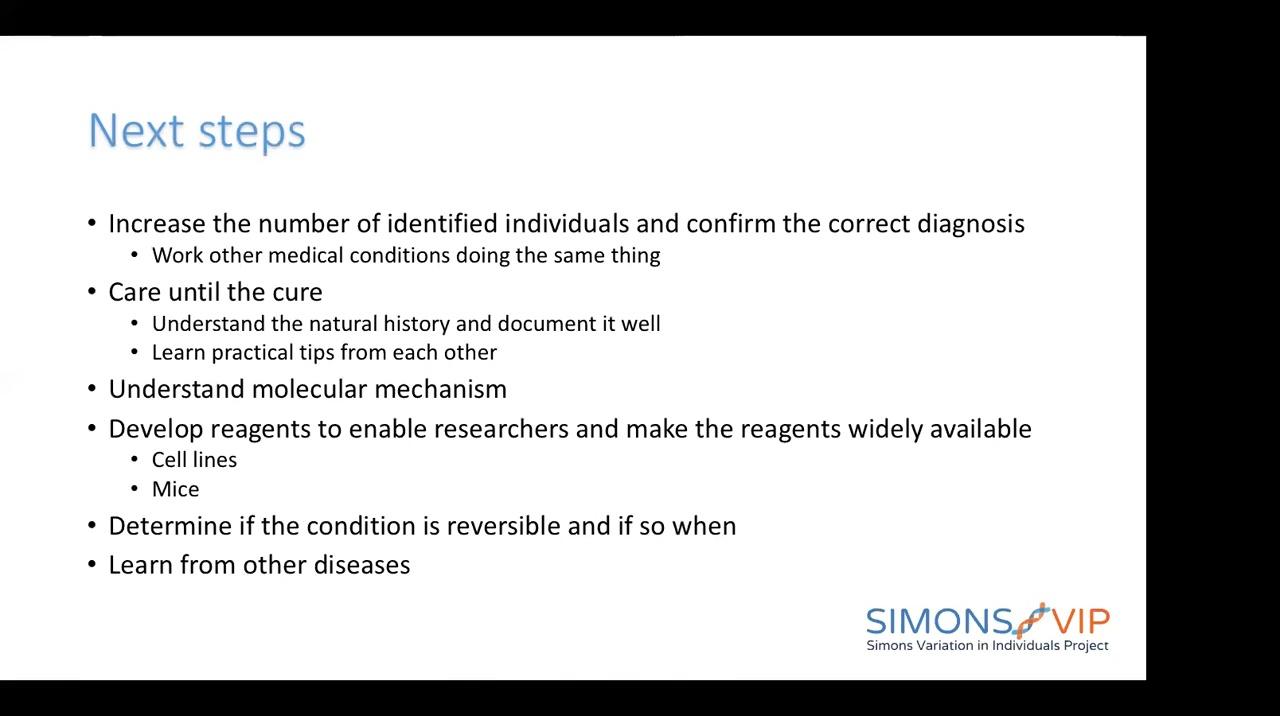 Next steps
• Increase the number of identified individuals and confirm the correct diagnosis
• Work other medical conditions doing the same thing
• Care until the cure
• Understand the natural history and document it well
• Learn practical tips from each other
• Understand molecular mechanism
• Develop reagents to enable researchers and make the reagents widely available
• Cell lines
• Mice
• Determine if the condition is reversible and if so when
• Learn from other diseases
SIMONS VIP
Simons Variation in Individuals Project